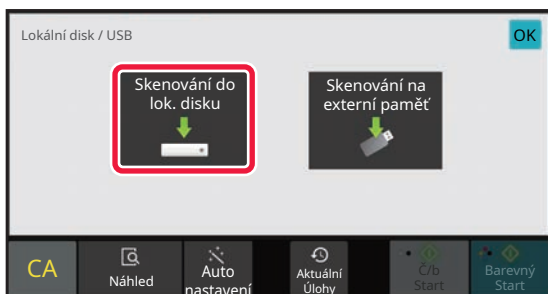 Lokální disk / USB
OK
Skenování do
lok. disku
Skenování na
externí paměť
CA
Náhled
Auto
nastavení
Aktuální
Úlohy
Č/b
Start
Barevný
Start